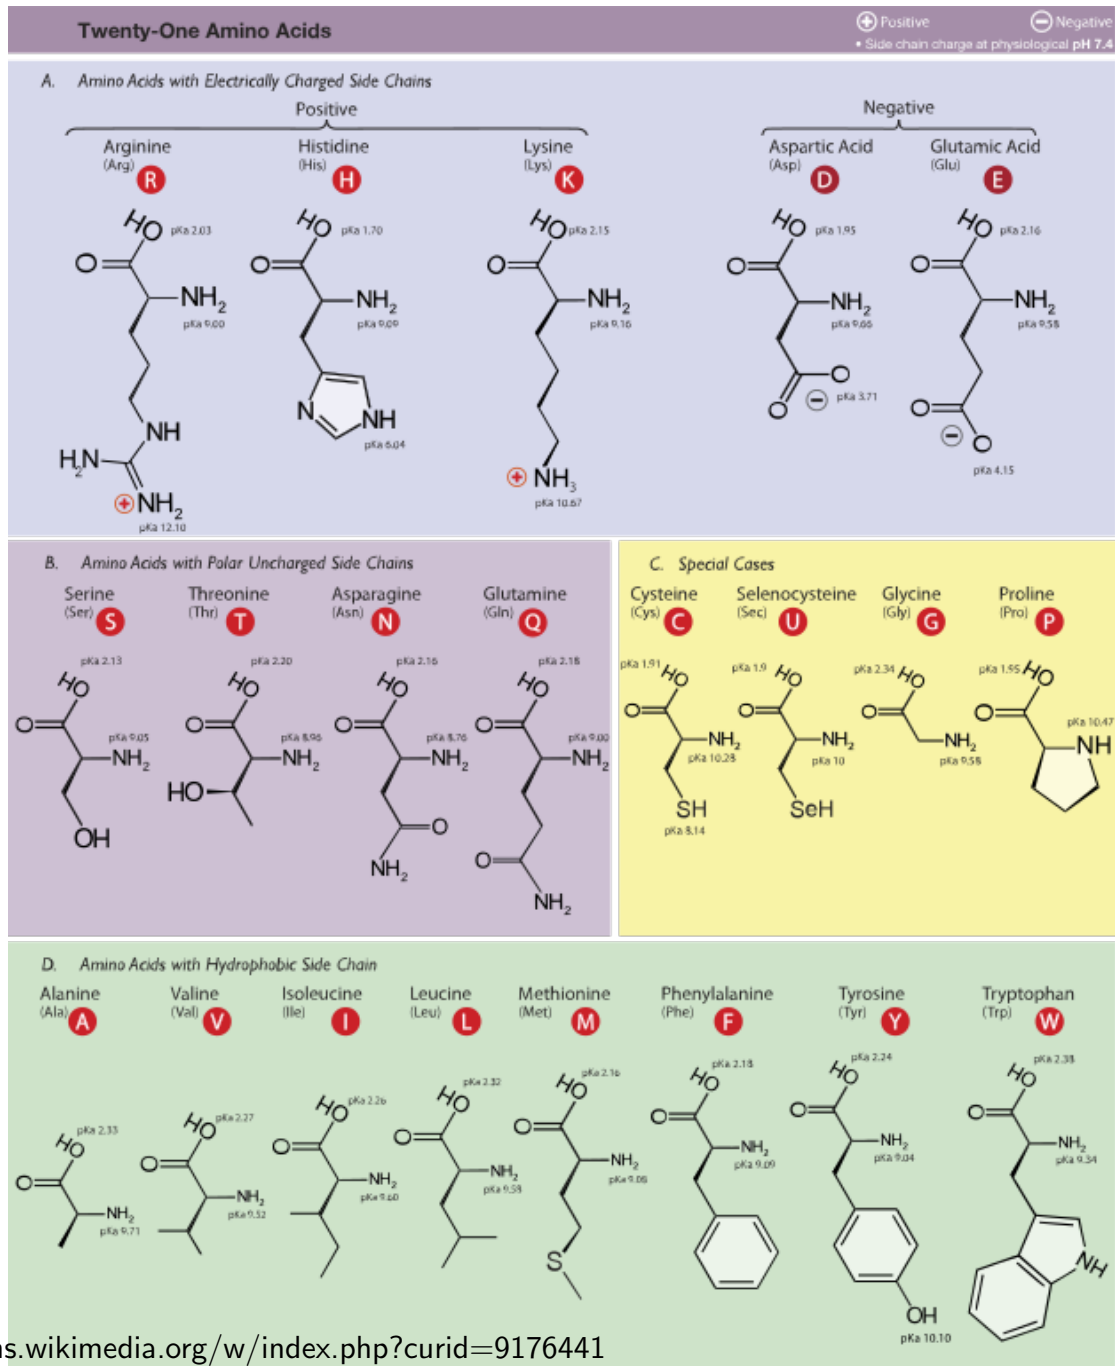 Twenty-One Amino Acids
⊕ Positive ⊖ Negative
• Side chain charge at physiological pH 7.4
A. Amino Acids with Electrically Charged Side Chains
Positive
Negative
Arginine
(Arg)
R
Histidine
(His)
H
Lysine
(Lys)
K
Aspartic Acid
(Asp)
D
Glutamic Acid
(Glu)
E
HO pKa 2.03
O
NH2
pKa 9.00
NH
H2N
⊕ NH2
pKa 12.10
HO pKa 1.70
O
NH2
pKa 9.09
N
NH
pKa 6.04
HO pKa 2.15
O
NH2
pKa 9.16
⊕ NH3
pKa 10.67
HO pKa 1.95
O
NH2
pKa 9.66
O
O ⊖ pKa 3.71
HO pKa 2.16
O
NH2
pKa 9.58
O
⊖ O
pKa 4.15
B. Amino Acids with Polar Uncharged Side Chains
Serine
(Ser)
S
Threonine
(Thr)
T
Asparagine
(Asn)
N
Glutamine
(Gln)
Q
pKa 2.13
HO
O
pKa 9.05
NH2
OH
pKa 2.20
HO
O
pKa 8.96
NH2
HO
pKa 2.16
HO
O
pKa 8.76
NH2
O
NH2
pKa 2.18
HO
O
pKa 9.00
NH2
O
NH2
C. Special Cases
Cysteine
(Cys)
C
Selenocysteine
(Sec)
U
Glycine
(Gly)
G
Proline
(Pro)
P
pKa 1.91 HO
O
NH2
pKa 10.28
SH
pKa 8.14
pKa 1.9 HO
O
NH2
pKa 10
SeH
pKa 2.34 HO
O
NH2
pKa 9.58
pKa 1.95 HO
O
pKa 10.47
NH
D. Amino Acids with Hydrophobic Side Chain
Alanine
(Ala)
A
Valine
(Val)
V
Isoleucine
(Ile)
I
Leucine
(Leu)
L
Methionine
(Met)
M
Phenylalanine
(Phe)
F
Tyrosine
(Tyr)
Y
Tryptophan
(Trp)
W
pKa 2.33
HO
O
NH2
pKa 9.71
pKa 2.27
HO
O
NH2
pKa 9.52
pKa 2.26
HO
O
NH2
pKa 9.60
pKa 2.32
HO
O
NH2
pKa 9.58
pKa 2.16
HO
O
NH2
pKa 9.08
S
pKa 2.18
HO
O
NH2
pKa 9.09
pKa 2.24
HO
O
NH2
pKa 9.04
OH
pKa 10.10
pKa 2.38
HO
O
NH2
pKa 9.34
NH
ns.wikimedia.org/w/index.php?curid=9176441